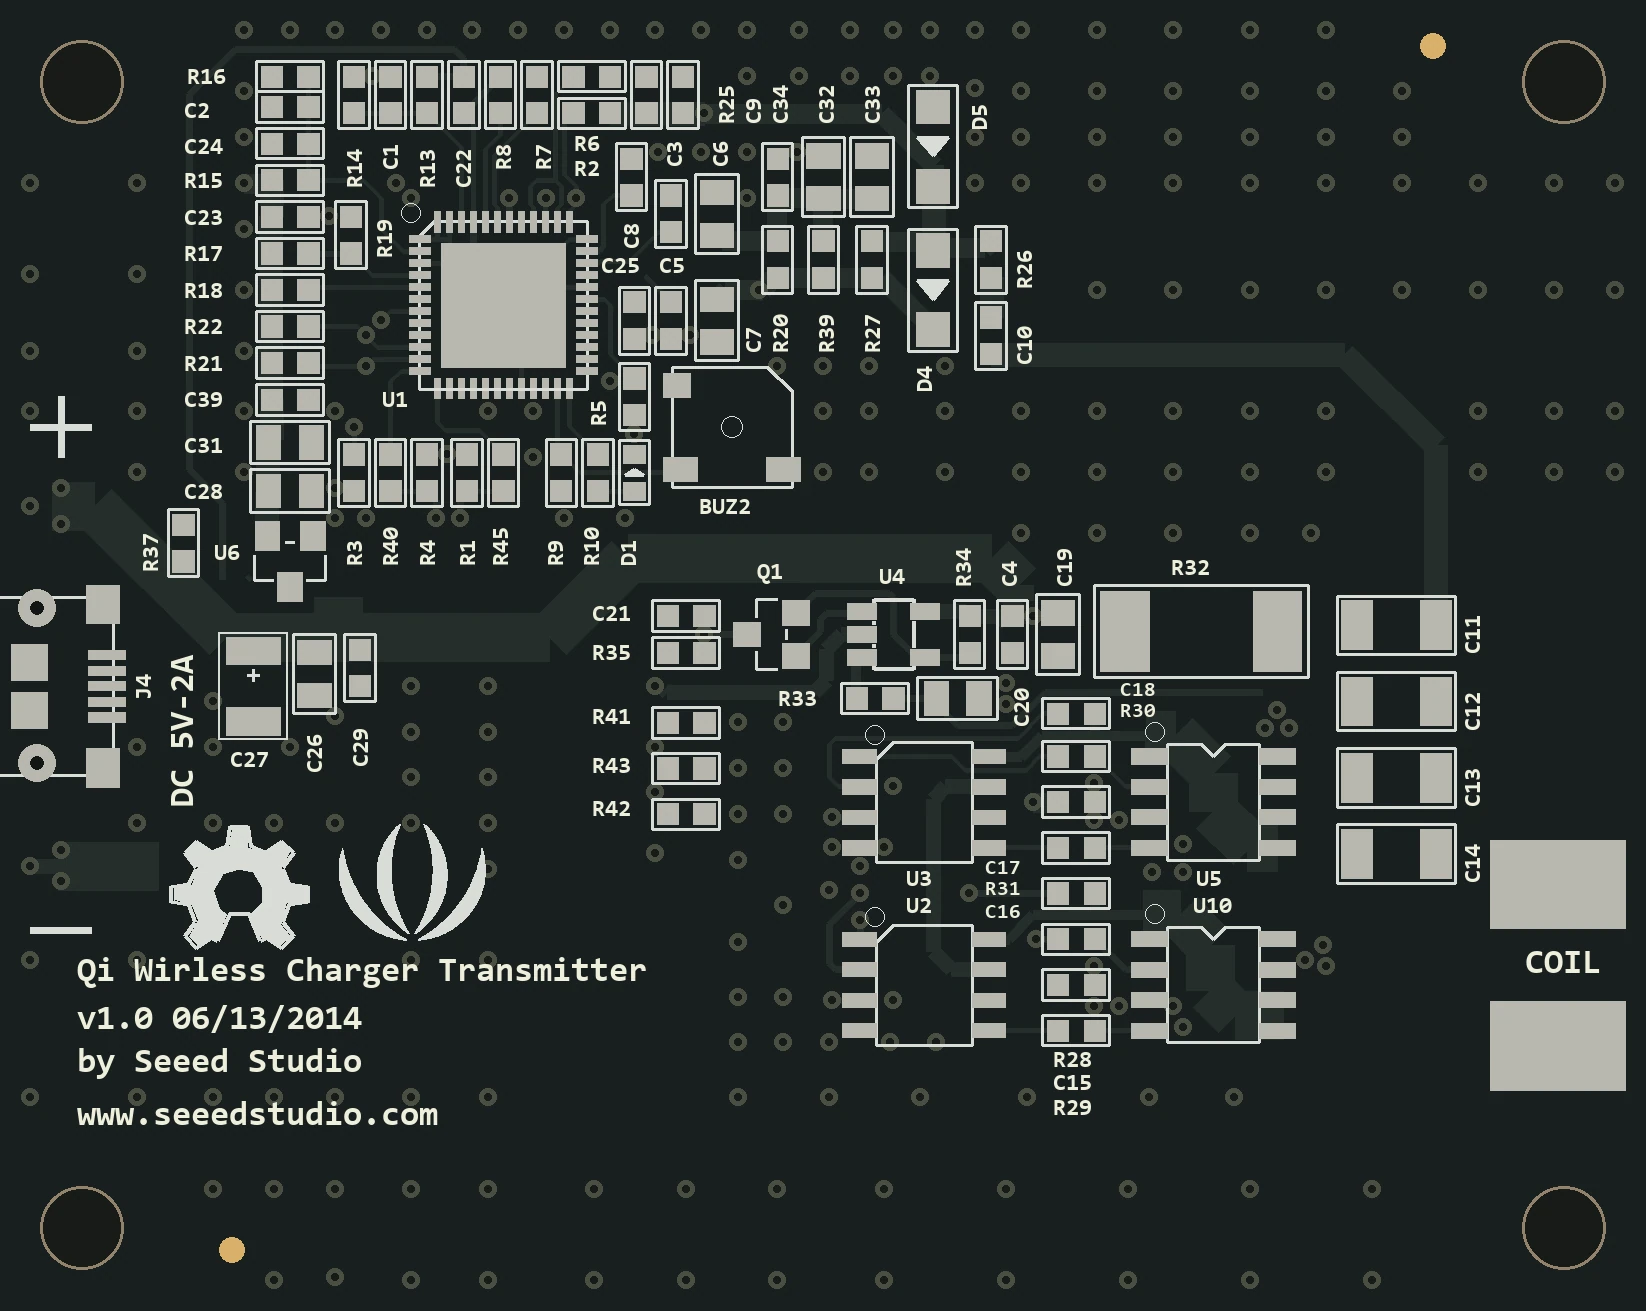 R16
C2
C24
R15
C23
R17
R18
R22
R21
C39
C31
C28
R14
C1
R13
C22
R8
R7
R6
R2
R25
C9
C34
C32
C33
D5
C3
C6
R19
C8
C25
C5
R26
C7
R20
R39
R27
C10
D4
U1
R5
BUZ2
R37
U6
R3
R40
R4
R1
R45
R9
R10
D1
Q1
U4
R34
C4
C19
R32
C21
R35
R33
C20
C18
R30
C11
C12
C13
C14
J4
DC 5V-2A
+
C27
C26
C29
R41
R43
R42
U3
U2
C17
R31
C16
U5
U10
+
−
COIL
Qi Wirless Charger Transmitter
v1.0 06/13/2014
by Seeed Studio
www.seeedstudio.com
R28
C15
R29